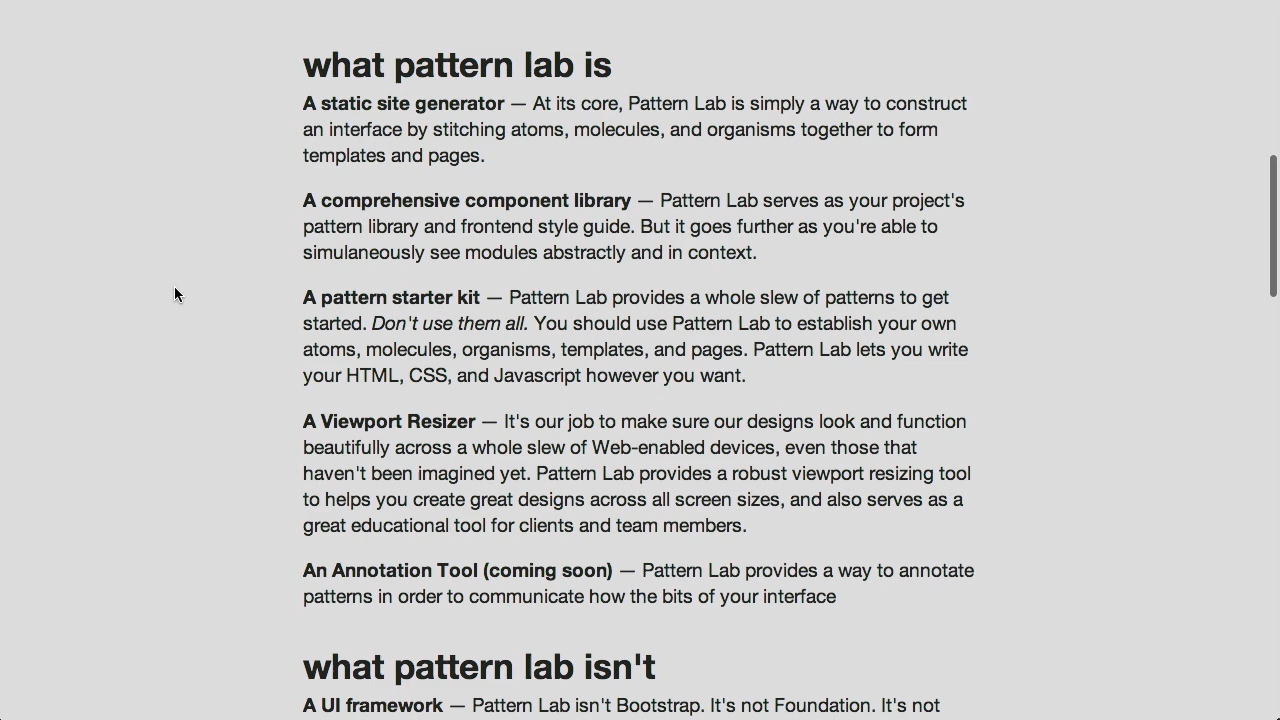 what pattern lab is
A static site generator — At its core, Pattern Lab is simply a way to construct
an interface by stitching atoms, molecules, and organisms together to form
templates and pages.
A comprehensive component library — Pattern Lab serves as your project's
pattern library and frontend style guide. But it goes further as you're able to
simulaneously see modules abstractly and in context.
A pattern starter kit — Pattern Lab provides a whole slew of patterns to get
started. Don't use them all. You should use Pattern Lab to establish your own
atoms, molecules, organisms, templates, and pages. Pattern Lab lets you write
your HTML, CSS, and Javascript however you want.
A Viewport Resizer — It's our job to make sure our designs look and function
beautifully across a whole slew of Web-enabled devices, even those that
haven't been imagined yet. Pattern Lab provides a robust viewport resizing tool
to helps you create great designs across all screen sizes, and also serves as a
great educational tool for clients and team members.
An Annotation Tool (coming soon) — Pattern Lab provides a way to annotate
patterns in order to communicate how the bits of your interface
what pattern lab isn't
A UI framework — Pattern Lab isn't Bootstrap. It's not Foundation. It's not